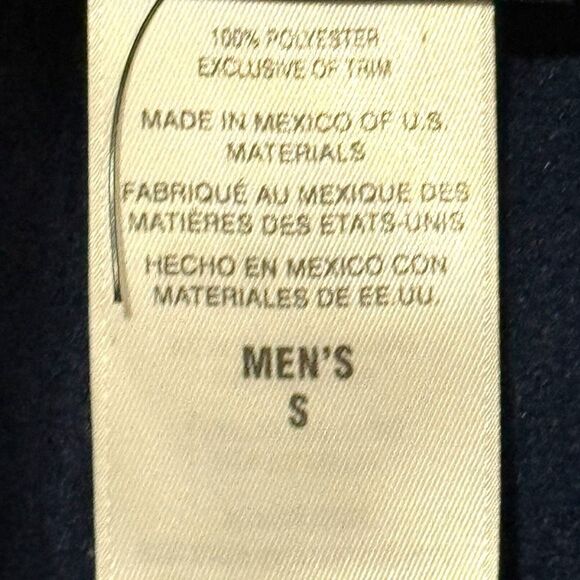 100% POLYESTER
EXCLUSIVE OF TRIM
MADE IN MEXICO OF U.S.
MATERIALS
FABRIQUÉ AU MEXIQUE DES
MATIÈRES DES ETATS-UNIS
HECHO EN MEXICO CON
MATERIALES DE EE.UU.
MEN'S
S